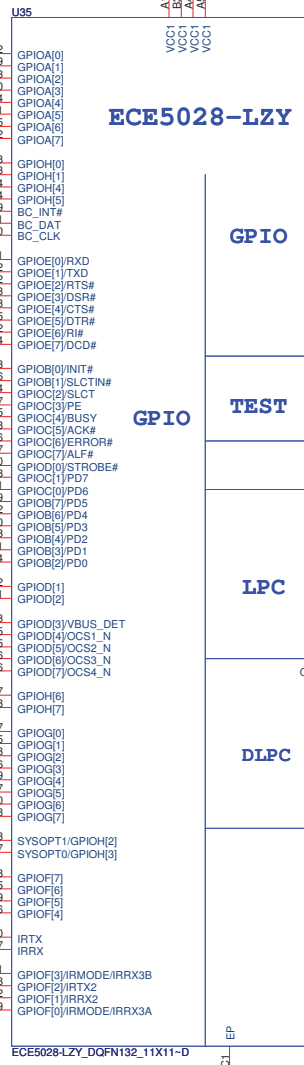 U35
VCC1
VCC1
VCC1
VCC1
GPIOA[0]
GPIOA[1]
GPIOA[2]
GPIOA[3]
GPIOA[4]
GPIOA[5]
GPIOA[6]
GPIOA[7]
ECE5028-LZY
GPIOH[0]
GPIOH[1]
GPIOH[4]
GPIOH[5]
BC_INT#
BC_DAT
BC_CLK
GPIO
GPIOE[0]/RXD
GPIOE[1]/TXD
GPIOE[2]/RTS#
GPIOE[3]/DSR#
GPIOE[4]/CTS#
GPIOE[5]/DTR#
GPIOE[6]/RI#
GPIOE[7]/DCD#
GPIOB[0]/INIT#
GPIOB[1]/SLCTIN#
GPIOC[2]/SLCT
GPIOC[3]/PE
GPIOC[4]/BUSY
GPIOC[5]/ACK#
GPIOC[6]/ERROR#
GPIOC[7]/ALF#
GPIOD[0]/STROBE#
GPIOC[1]/PD7
GPIOC[0]/PD6
GPIOB[7]/PD5
GPIOB[6]/PD4
GPIOB[5]/PD3
GPIOB[4]/PD2
GPIOB[3]/PD1
GPIOB[2]/PD0
GPIO
TEST
GPIOD[1]
GPIOD[2]
LPC
GPIOD[3]/VBUS_DET
GPIOD[4]/OCS1_N
GPIOD[5]/OCS2_N
GPIOD[6]/OCS3_N
GPIOD[7]/OCS4_N
GPIOH[6]
GPIOH[7]
GPIOG[0]
GPIOG[1]
GPIOG[2]
GPIOG[3]
GPIOG[4]
GPIOG[5]
GPIOG[6]
GPIOG[7]
DLPC
SYSOPT1/GPIOH[2]
SYSOPT0/GPIOH[3]
GPIOF[7]
GPIOF[6]
GPIOF[5]
GPIOF[4]
IRTX
IRRX
GPIOF[3]/IRMODE/IRRX3B
GPIOF[2]/IRTX2
GPIOF[1]/IRRX2
GPIOF[0]/IRMODE/IRRX3A
EP
ECE5028-LZY_DQFN132_11X11~D